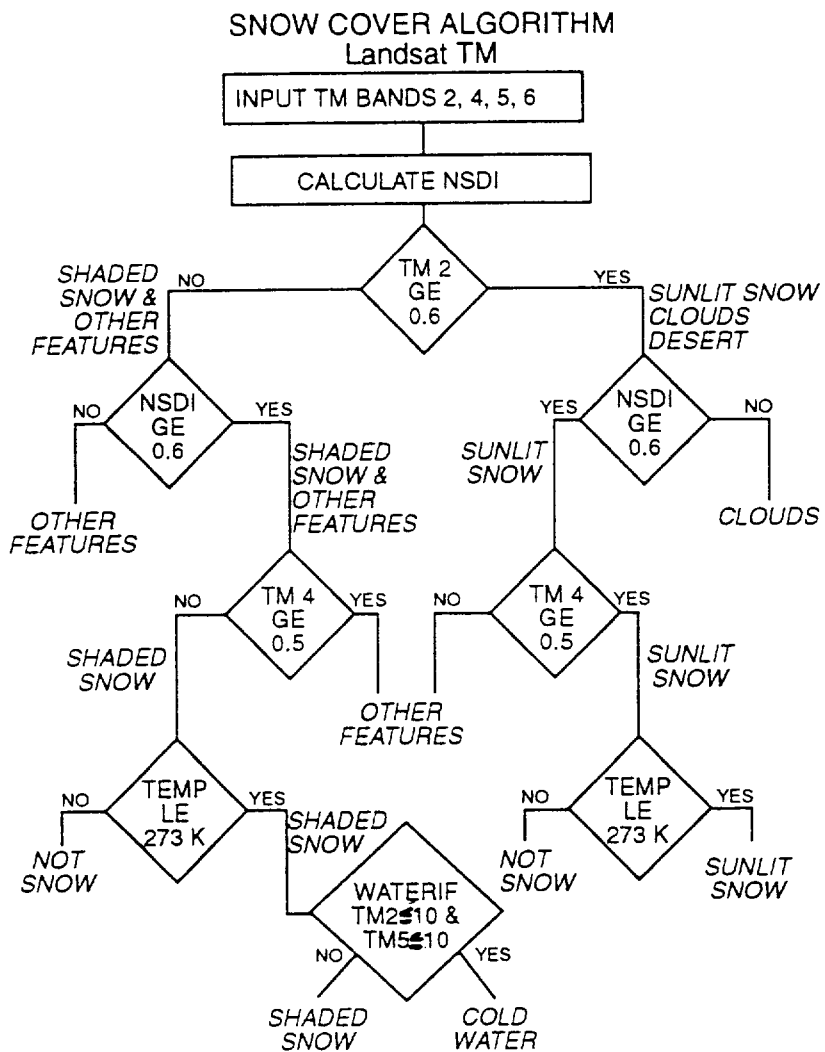 SNOW COVER ALGORITHM
Landsat TM
INPUT TM BANDS 2, 4, 5, 6
CALCULATE NSDI
TM 2
GE
0.6
NO
YES
SHADED
SNOW &
OTHER
FEATURES
SUNLIT SNOW
CLOUDS
DESERT
NSDI
GE
0.6
NO
YES
NSDI
GE
0.6
YES
NO
OTHER
FEATURES
SHADED
SNOW &
OTHER
FEATURES
SUNLIT
SNOW
CLOUDS
TM 4
GE
0.5
NO
YES
TM 4
GE
0.5
NO
YES
SHADED
SNOW
OTHER
FEATURES
SUNLIT
SNOW
TEMP
LE
273 K
NO
YES
TEMP
LE
273 K
NO
YES
NOT
SNOW
SHADED
SNOW
NOT
SNOW
SUNLIT
SNOW
WATERIF
TM2≤10 &
TM5≤10
NO
YES
SHADED
SNOW
COLD
WATER